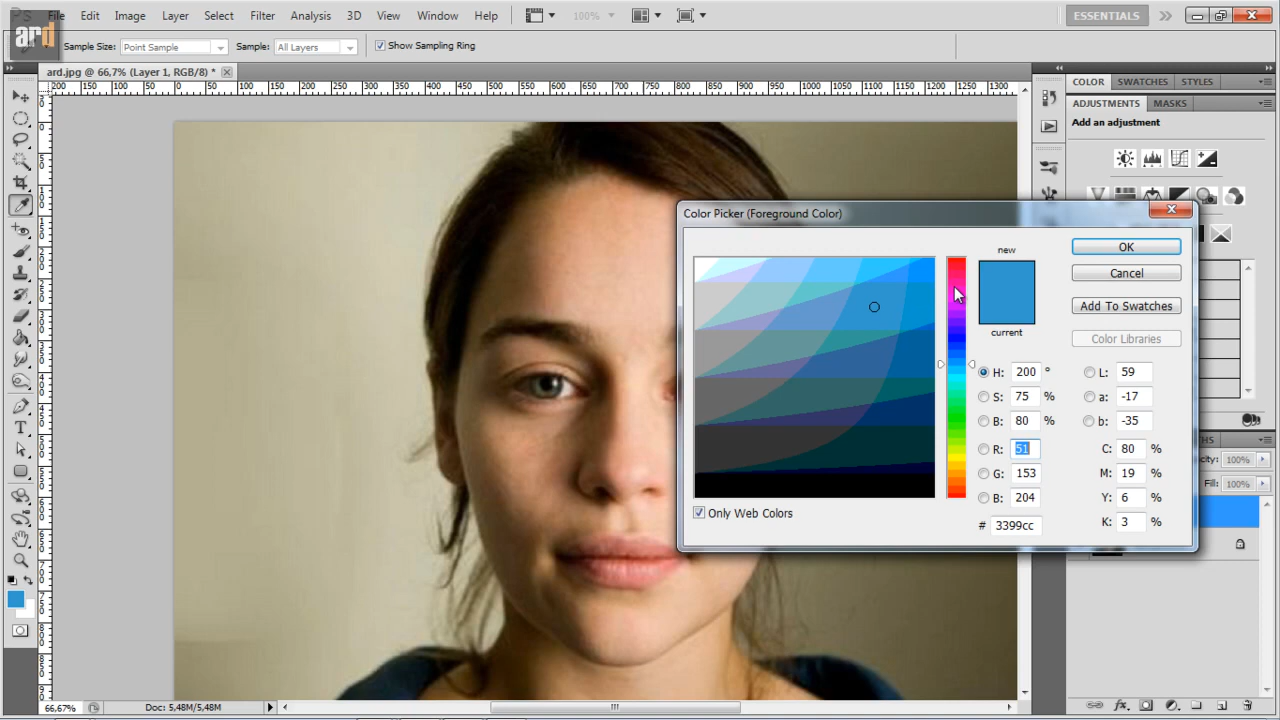 PS File Edit Image Layer Select Filter Analysis 3D View Window Help 100% ESSENTIALS
ard
Sample Size: Point Sample Sample: All Layers Show Sampling Ring
ard.jpg @ 66,7% (Layer 1, RGB/8) *
200 150 100 50 0 50 100 150 200 250 300 350 400 450 500 550 600 650 700 750 800 850 900 950 1000 1050 1100 1150 1200 1250 1300
COLOR SWATCHES STYLES
ADJUSTMENTS MASKS
Add an adjustment
Color Picker (Foreground Color)
new
current
OK
Cancel
Add To Swatches
Color Libraries
H: 200 ° L: 59
S: 75 % a: -17
B: 80 % b: -35
R: 51 C: 80 %
G: 153 M: 19 %
B: 204 Y: 6 %
# 3399cc K: 3 %
Only Web Colors
HS
city: 100%
Fill: 100%
66,67% Doc: 5,48M/5,48M